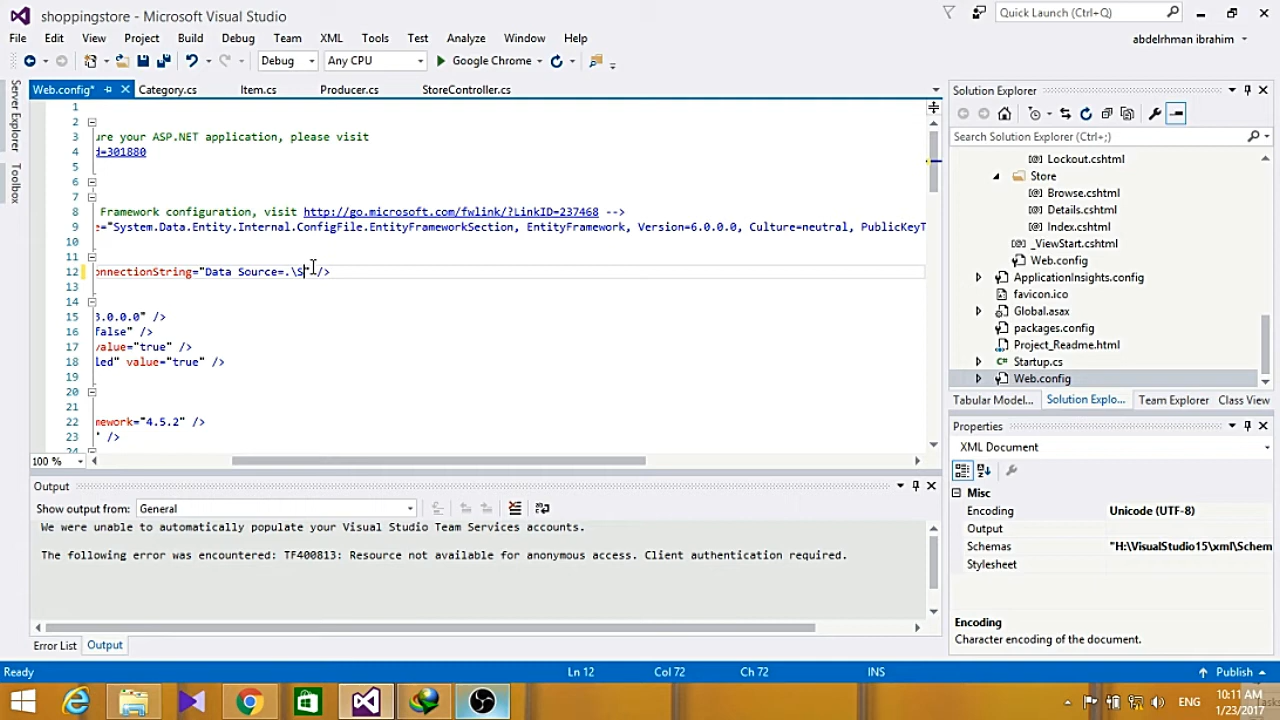 shoppingstore - Microsoft Visual Studio
Quick Launch (Ctrl+Q)
File Edit View Project Build Debug Team XML Tools Test Analyze Window Help
abdelrhman ibrahim
Debug Any CPU Google Chrome
Server Explorer
Toolbox
Web.config* Category.cs Item.cs Producer.cs StoreController.cs
1
2
3 ure your ASP.NET application, please visit
4 d=301880
5
6
7
8 Framework configuration, visit http://go.microsoft.com/fwlink/?LinkID=237468 -->
9 e="System.Data.Entity.Internal.ConfigFile.EntityFrameworkSection, EntityFramework, Version=6.0.0.0, Culture=neutral, PublicKeyT
10
11
12 onnectionString="Data Source=.\S" />
13
14
15 3.0.0.0" />
16 false" />
17 value="true" />
18 led" value="true" />
19
20
21
22 mework="4.5.2" />
23 " />
24
100 %
Output
Show output from: General
We were unable to automatically populate your Visual Studio Team Services accounts.
The following error was encountered: TF400813: Resource not available for anonymous access. Client authentication required.
Error List Output
Solution Explorer
Search Solution Explorer (Ctrl+;)
Lockout.cshtml
Store
Browse.cshtml
Details.cshtml
Index.cshtml
_ViewStart.cshtml
Web.config
ApplicationInsights.config
favicon.ico
Global.asax
packages.config
Project_Readme.html
C# Startup.cs
Web.config
Tabular Model... Solution Explo... Team Explorer Class View
Properties
XML Document
Misc
Encoding Unicode (UTF-8)
Output
Schemas "H:\VisualStudio15\xml\Schem
Stylesheet
Encoding
Character encoding of the document.
Ready Ln 12 Col 72 Ch 72 INS Publish
ENG
10:11 AM
1/23/2017